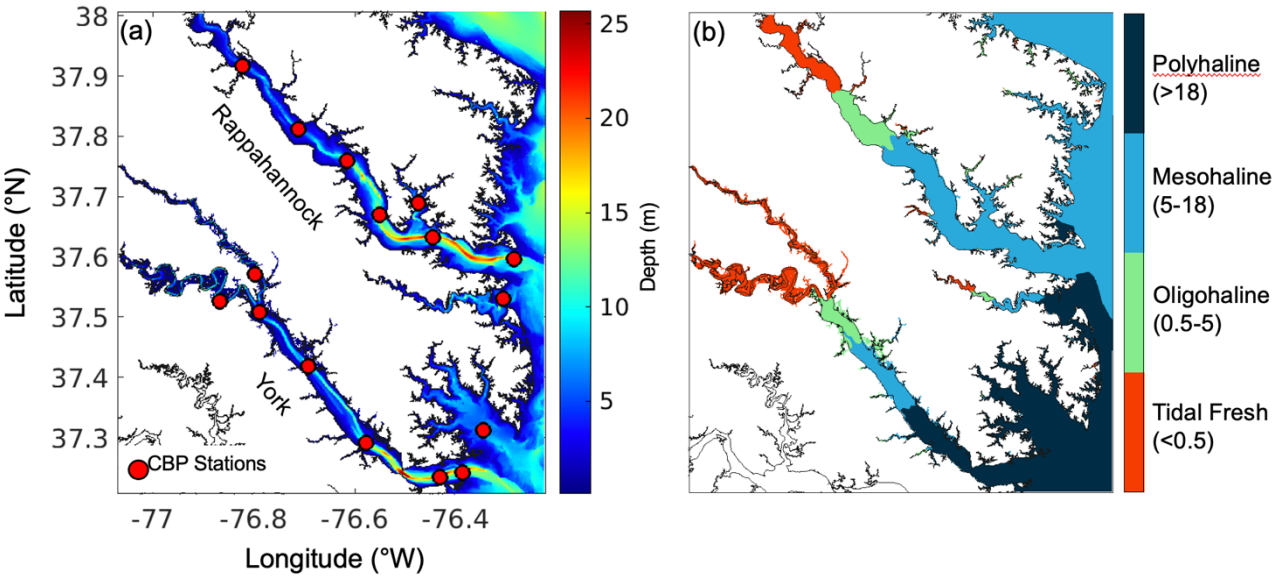 (a)
38
37.9
37.8
37.7
37.6
37.5
37.4
37.3
Latitude (°N)
Rappahannock
York
CBP Stations
-77
-76.8
-76.6
-76.4
Longitude (°W)
25
20
15
10
5
Depth (m)
(b)
Polyhaline
(>18)
Mesohaline
(5-18)
Oligohaline
(0.5-5)
Tidal Fresh
(<0.5)